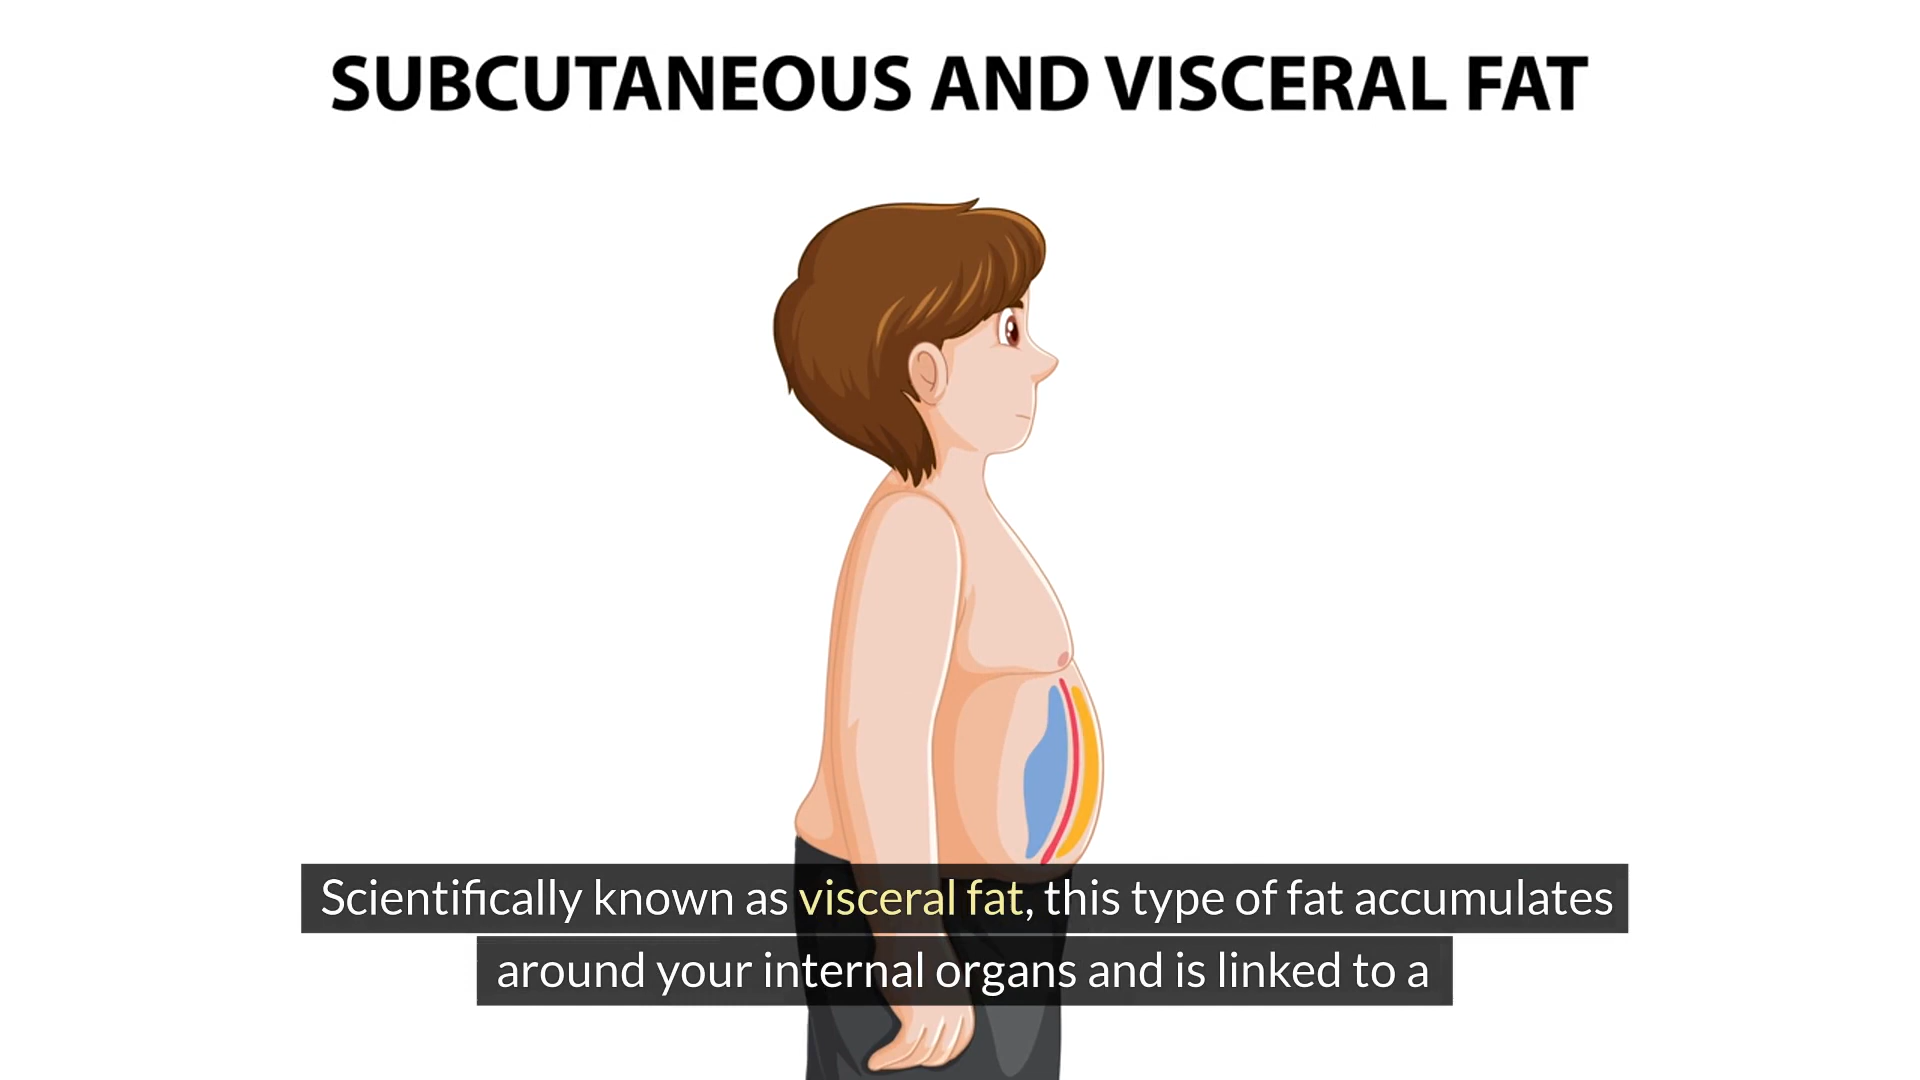 SUBCUTANEOUS AND VISCERAL FAT
Scientifically known as visceral fat, this type of fat accumulates
around your internal organs and is linked to a